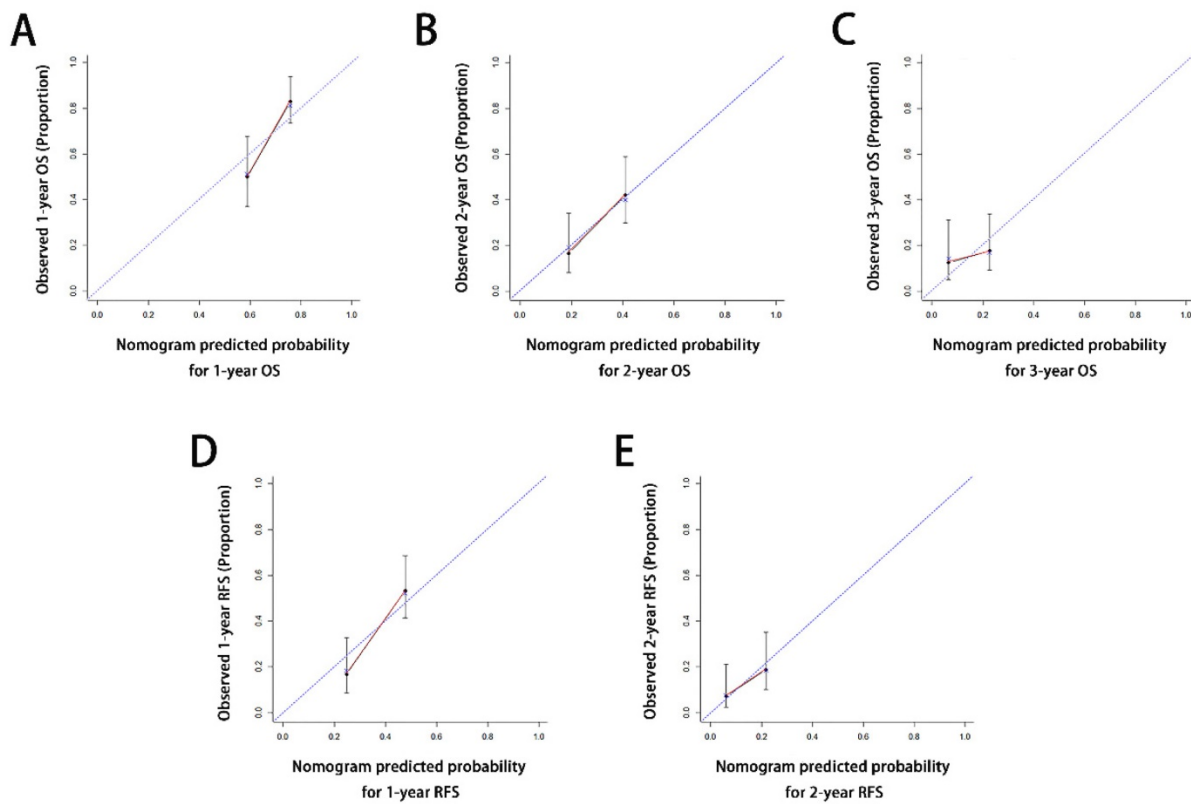 A
Observed 1-year OS (Proportion)
1.0
0.8
0.6
0.4
0.2
0.0
0.0 0.2 0.4 0.6 0.8 1.0
Nomogram predicted probability
for 1-year OS
B
Observed 2-year OS (Proportion)
1.0
0.8
0.6
0.4
0.2
0.0
0.0 0.2 0.4 0.6 0.8 1.0
Nomogram predicted probability
for 2-year OS
C
Observed 3-year OS (Proportion)
1.0
0.8
0.6
0.4
0.2
0.0
0.0 0.2 0.4 0.6 0.8 1.0
Nomogram predicted probability
for 3-year OS
D
Observed 1-year RFS (Proportion)
1.0
0.8
0.6
0.4
0.2
0.0
0.0 0.2 0.4 0.6 0.8 1.0
Nomogram predicted probability
for 1-year RFS
E
Observed 2-year RFS (Proportion)
1.0
0.8
0.6
0.4
0.2
0.0
0.0 0.2 0.4 0.6 0.8 1.0
Nomogram predicted probability
for 2-year RFS